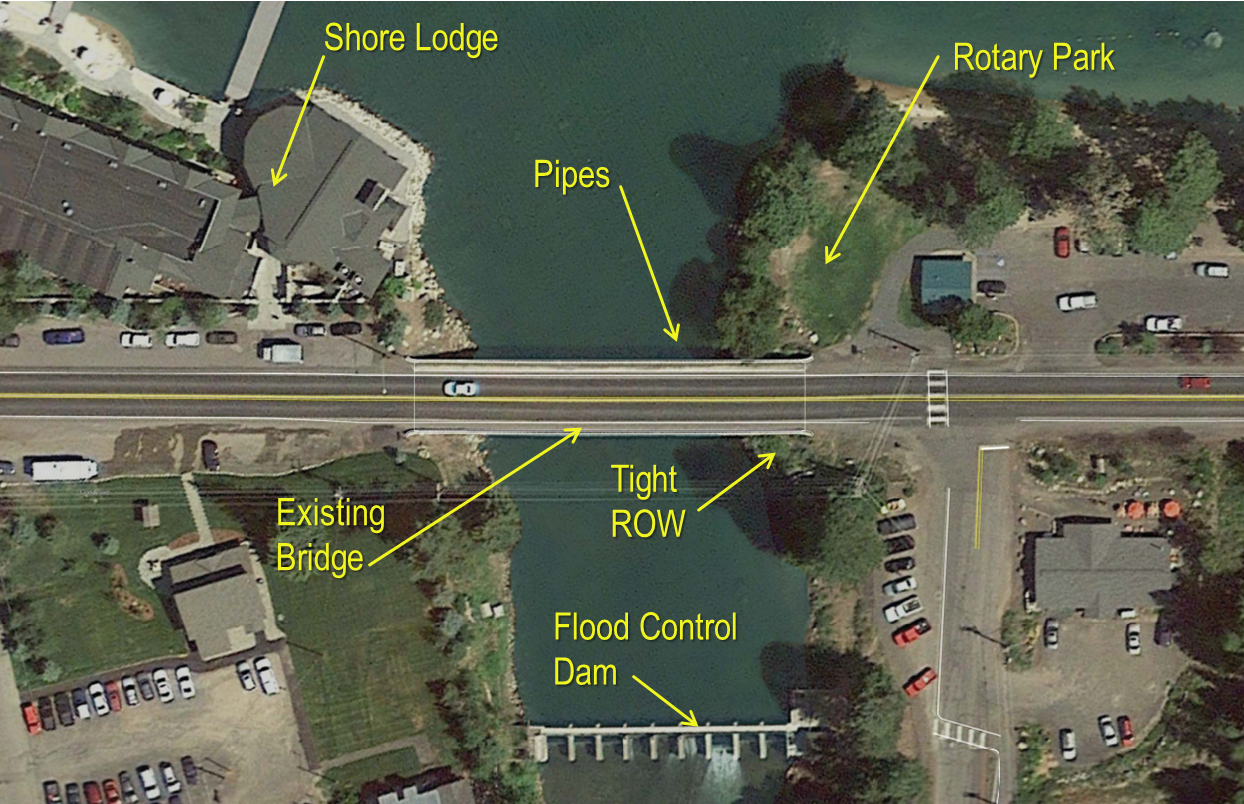 Shore Lodge
Rotary Park
Pipes
Existing
Bridge
Tight
ROW
Flood Control
Dam